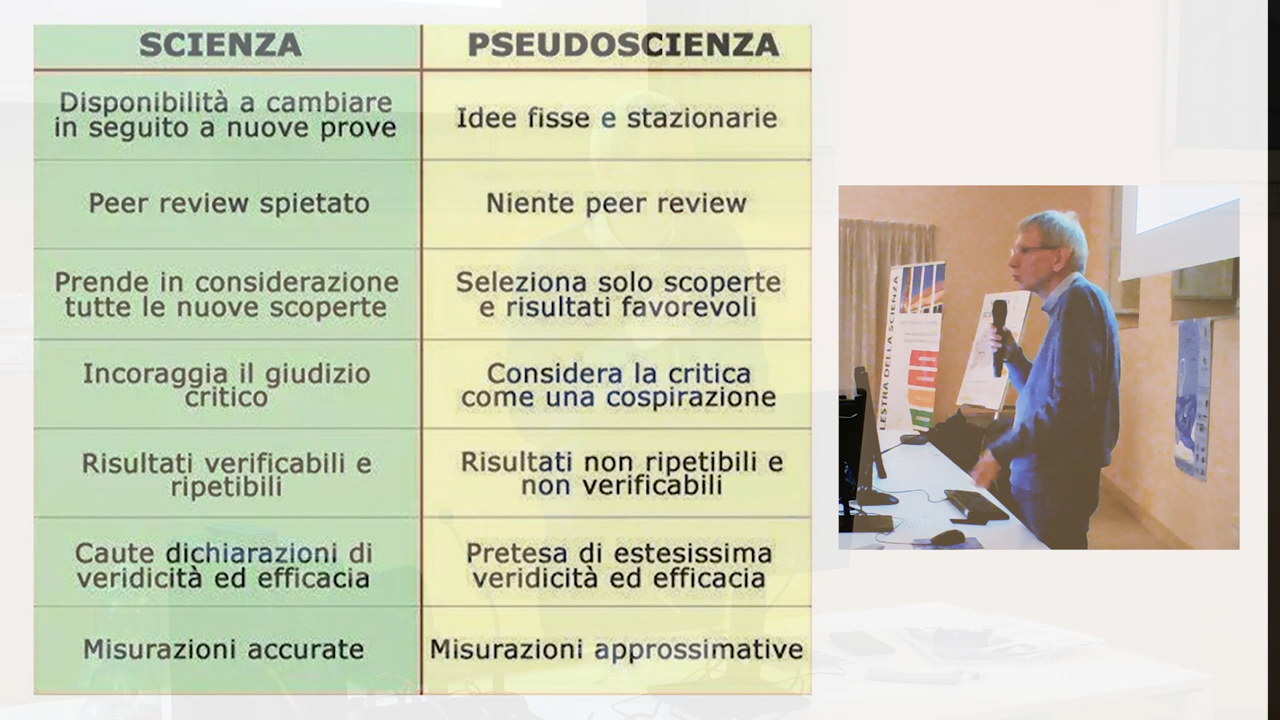 SCIENZA
PSEUDOSCIENZA
Disponibilità a cambiare
in seguito a nuove prove
Idee fisse e stazionarie
Peer review spietato
Niente peer review
Prende in considerazione
tutte le nuove scoperte
Seleziona solo scoperte
e risultati favorevoli
Incoraggia il giudizio
critico
Considera la critica
come una cospirazione
Risultati verificabili e
ripetibili
Risultati non ripetibili e
non verificabili
Caute dichiarazioni di
veridicità ed efficacia
Pretesa di estesissima
veridicità ed efficacia
Misurazioni accurate
Misurazioni approssimative
LESTRA DELLA SCIENZA